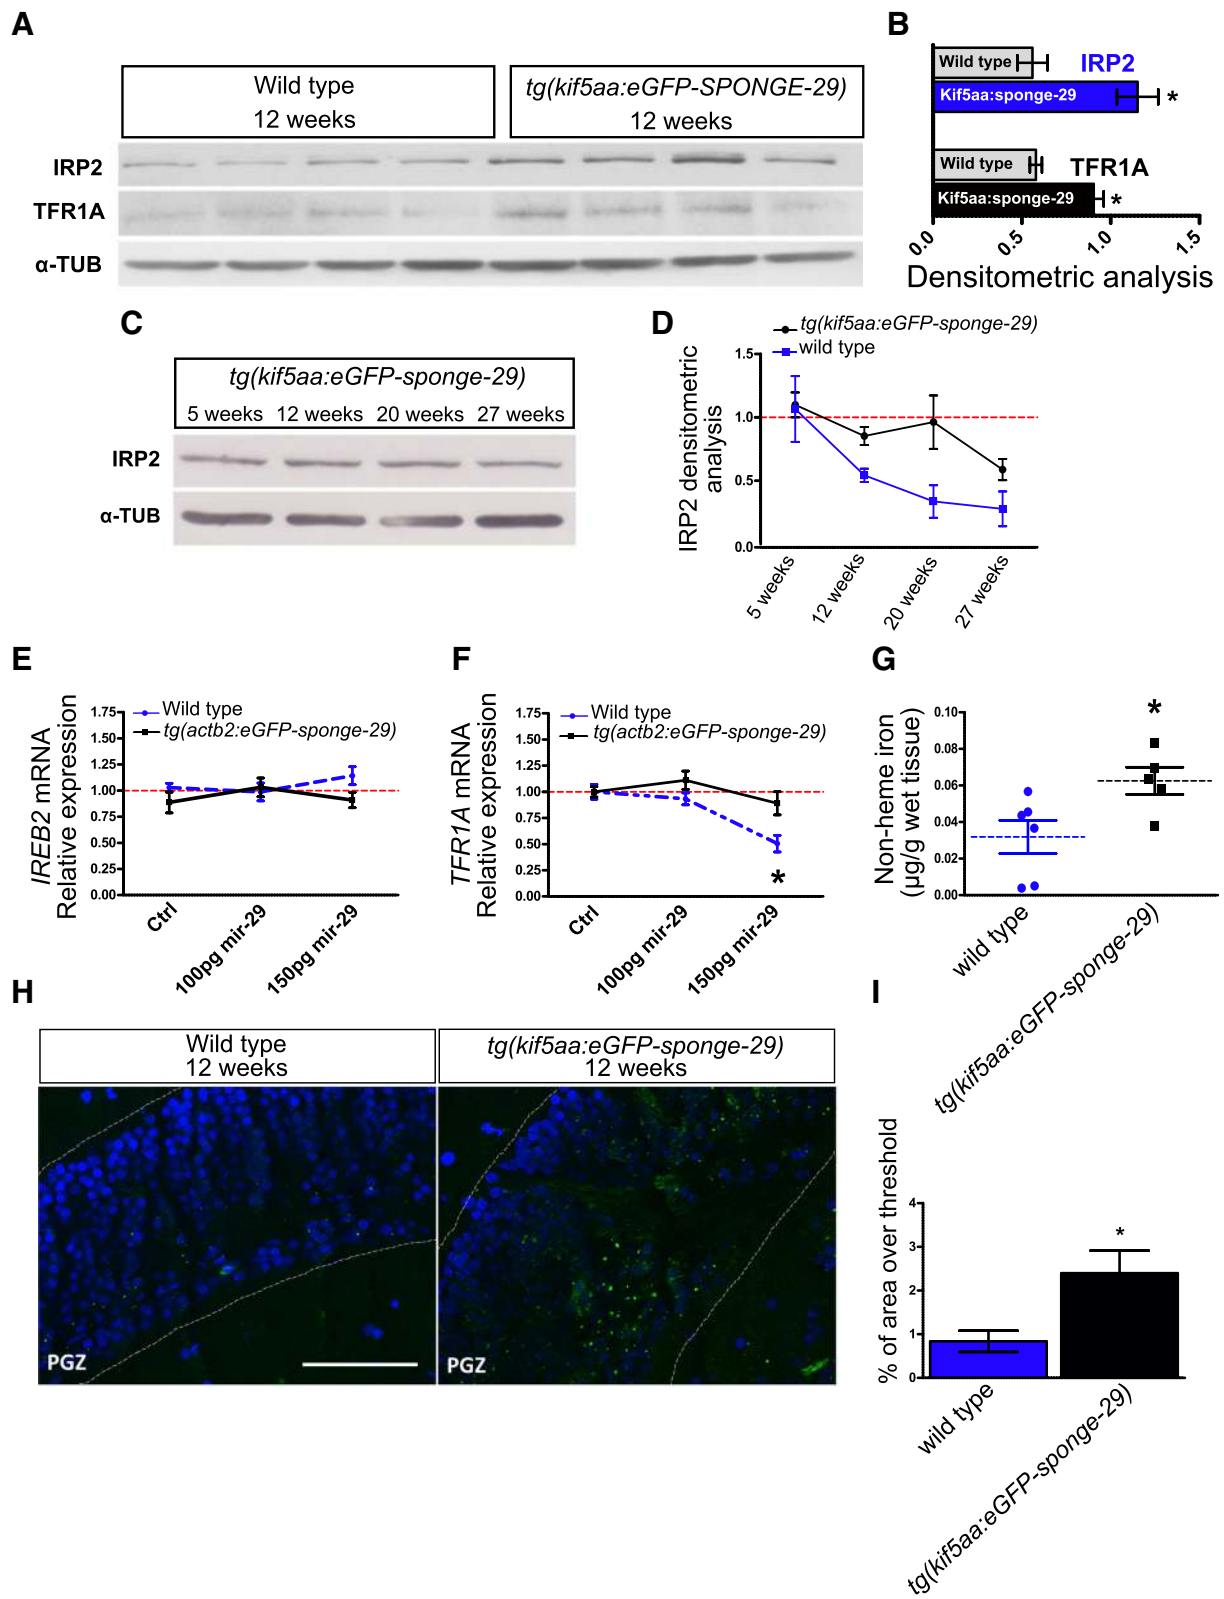 A
Wild type
12 weeks
tg(kif5aa:eGFP-SPONGE-29)
12 weeks
IRP2
TFR1A
α-TUB
B
Wild type
IRP2
Kif5aa:sponge-29
*
Wild type
TFR1A
Kif5aa:sponge-29
*
0.0
0.5
1.0
1.5
Densitometric analysis
C
tg(kif5aa:eGFP-sponge-29)
5 weeks 12 weeks 20 weeks 27 weeks
IRP2
α-TUB
D
tg(kif5aa:eGFP-sponge-29)
wild type
IRP2 densitometric
analysis
1.5
1.0
0.5
0.0
5 weeks
12 weeks
20 weeks
27 weeks
E
IREB2 mRNA
Relative expression
Wild type
tg(actb2:eGFP-sponge-29)
1.75
1.50
1.25
1.00
0.75
0.50
0.25
0.00
Ctrl
100pg mir-29
150pg mir-29
F
TFR1A mRNA
Relative expression
Wild type
tg(actb2:eGFP-sponge-29)
1.75
1.50
1.25
1.00
0.75
0.50
0.25
0.00
*
Ctrl
100pg mir-29
150pg mir-29
G
Non-heme iron
(µg/g wet tissue)
0.10
0.08
0.06
0.04
0.02
0.00
*
wild type
tg(kif5aa:eGFP-sponge-29)
H
Wild type
12 weeks
tg(kif5aa:eGFP-sponge-29)
12 weeks
PGZ
PGZ
I
% of area over threshold
4
3
2
1
0
*
wild type
tg(kif5aa:eGFP-sponge-29)